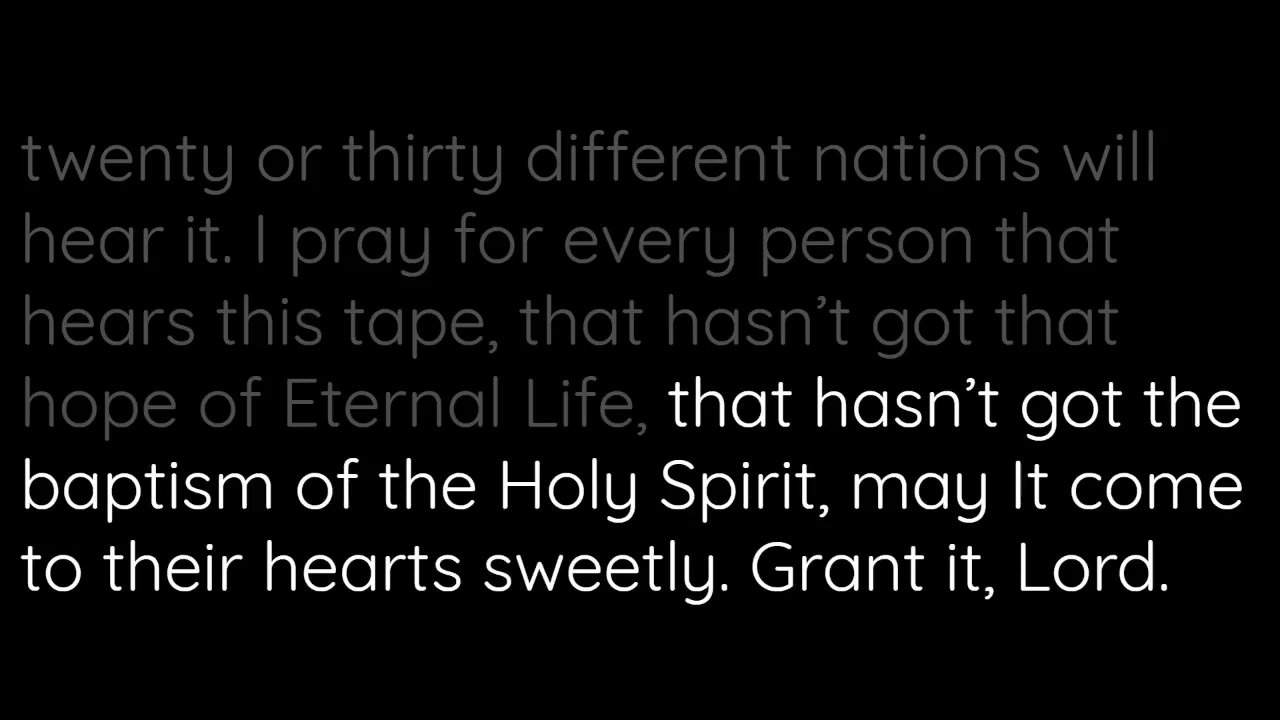 twenty or thirty different nations will
hear it. I pray for every person that
hears this tape, that hasn’t got that
hope of Eternal Life, that hasn’t got the
baptism of the Holy Spirit, may It come
to their hearts sweetly. Grant it, Lord.